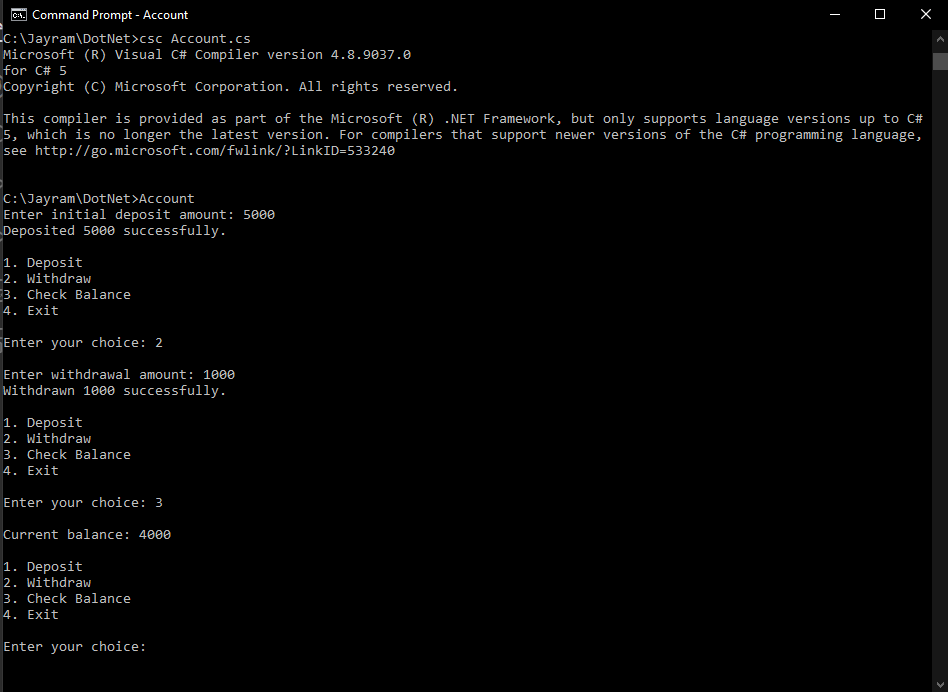 Command Prompt - Account
C:\Jayram\DotNet>csc Account.cs
Microsoft (R) Visual C# Compiler version 4.8.9037.0
for C# 5
Copyright (C) Microsoft Corporation. All rights reserved.
This compiler is provided as part of the Microsoft (R) .NET Framework, but only supports language versions up to C#
5, which is no longer the latest version. For compilers that support newer versions of the C# programming language,
see http://go.microsoft.com/fwlink/?LinkID=533240
C:\Jayram\DotNet>Account
Enter initial deposit amount: 5000
Deposited 5000 successfully.
1. Deposit
2. Withdraw
3. Check Balance
4. Exit
Enter your choice: 2
Enter withdrawal amount: 1000
Withdrawn 1000 successfully.
1. Deposit
2. Withdraw
3. Check Balance
4. Exit
Enter your choice: 3
Current balance: 4000
1. Deposit
2. Withdraw
3. Check Balance
4. Exit
Enter your choice: